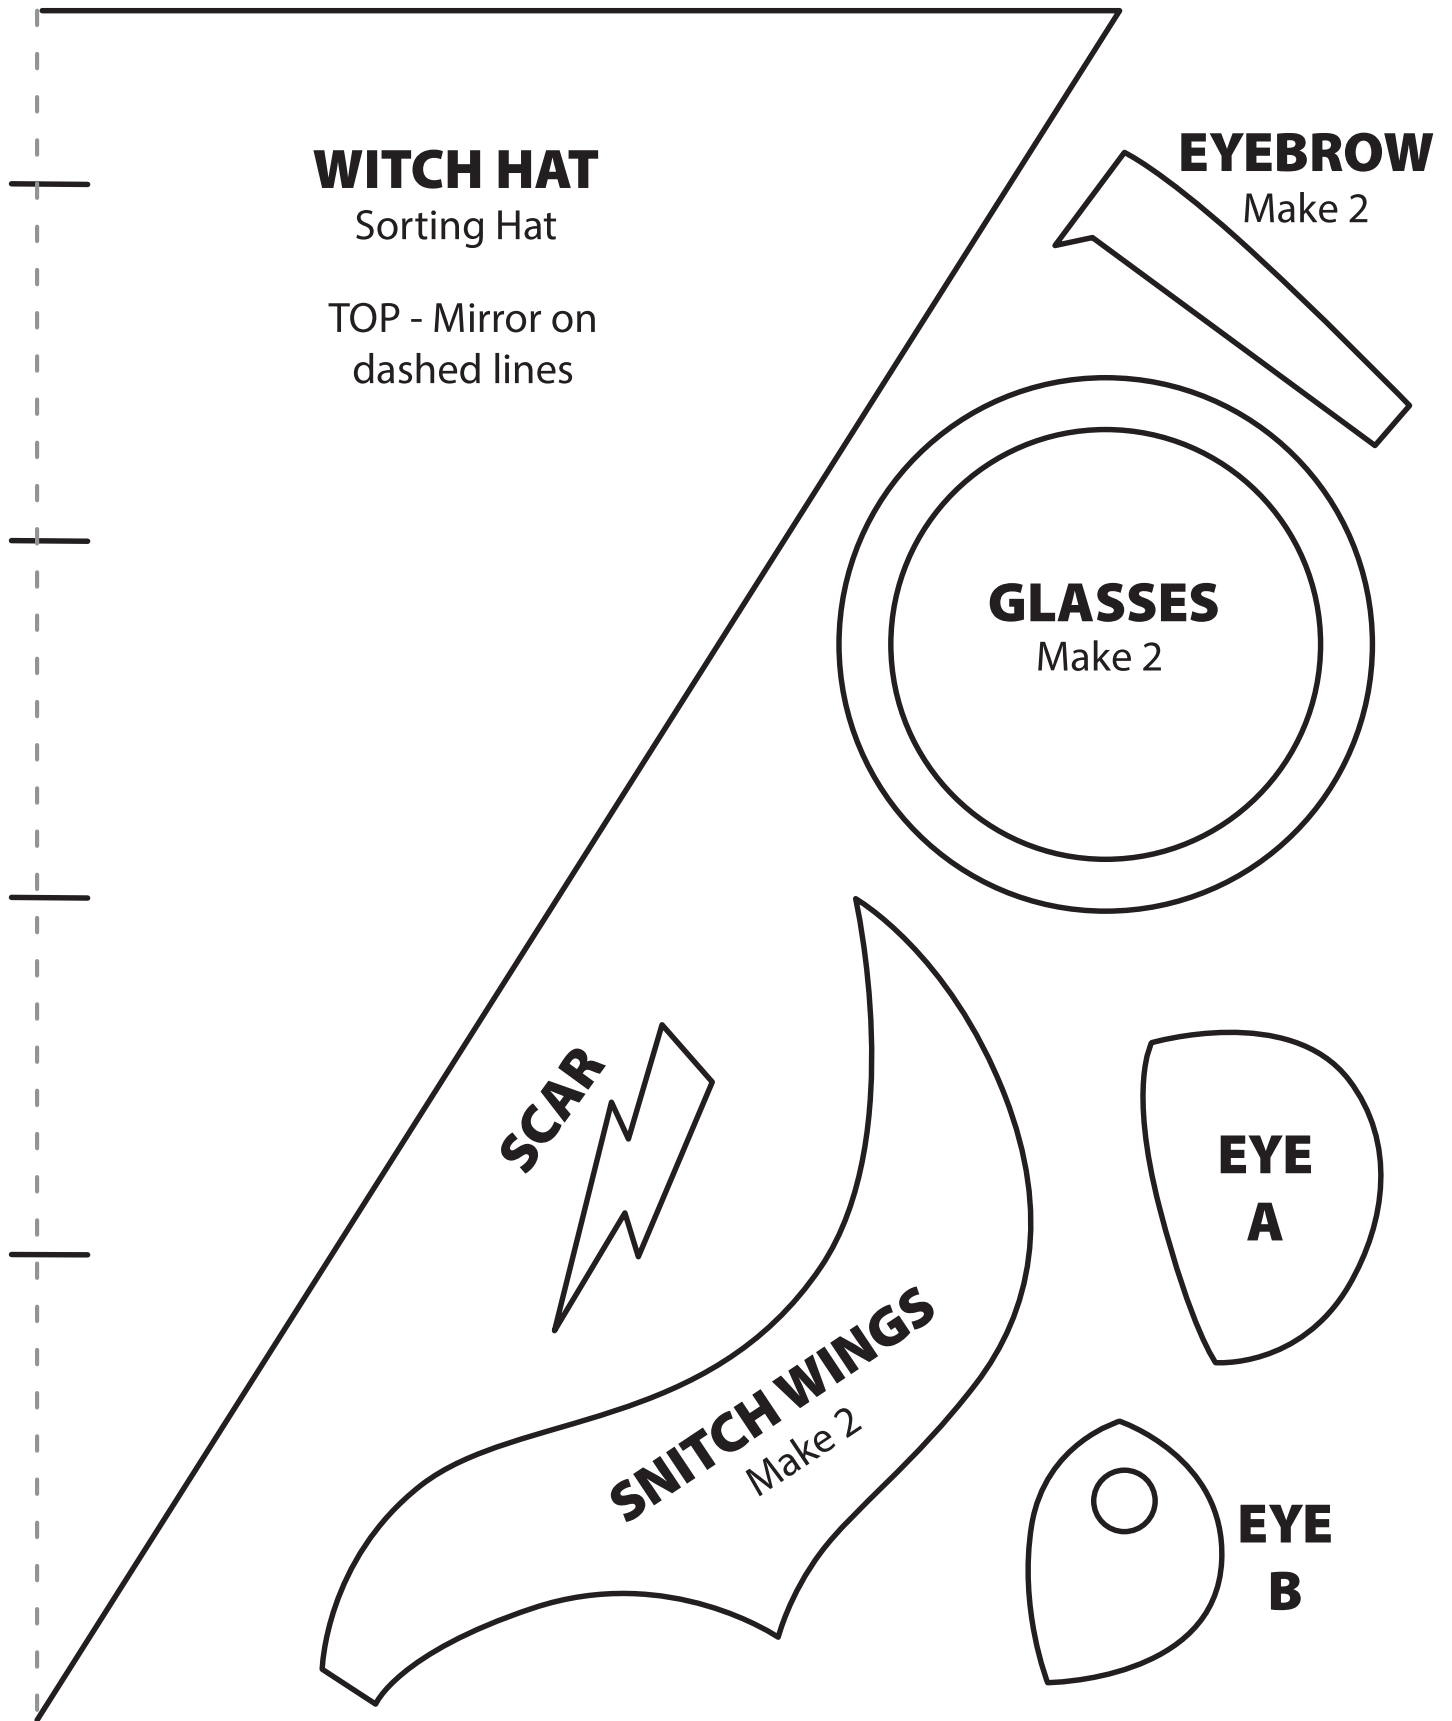 WITCH HAT
Sorting Hat
TOP - Mirror on
dashed lines
EYEBROW
Make 2
GLASSES
Make 2
SCAR
SNITCH WINGS
Make 2
EYE
A
EYE
B